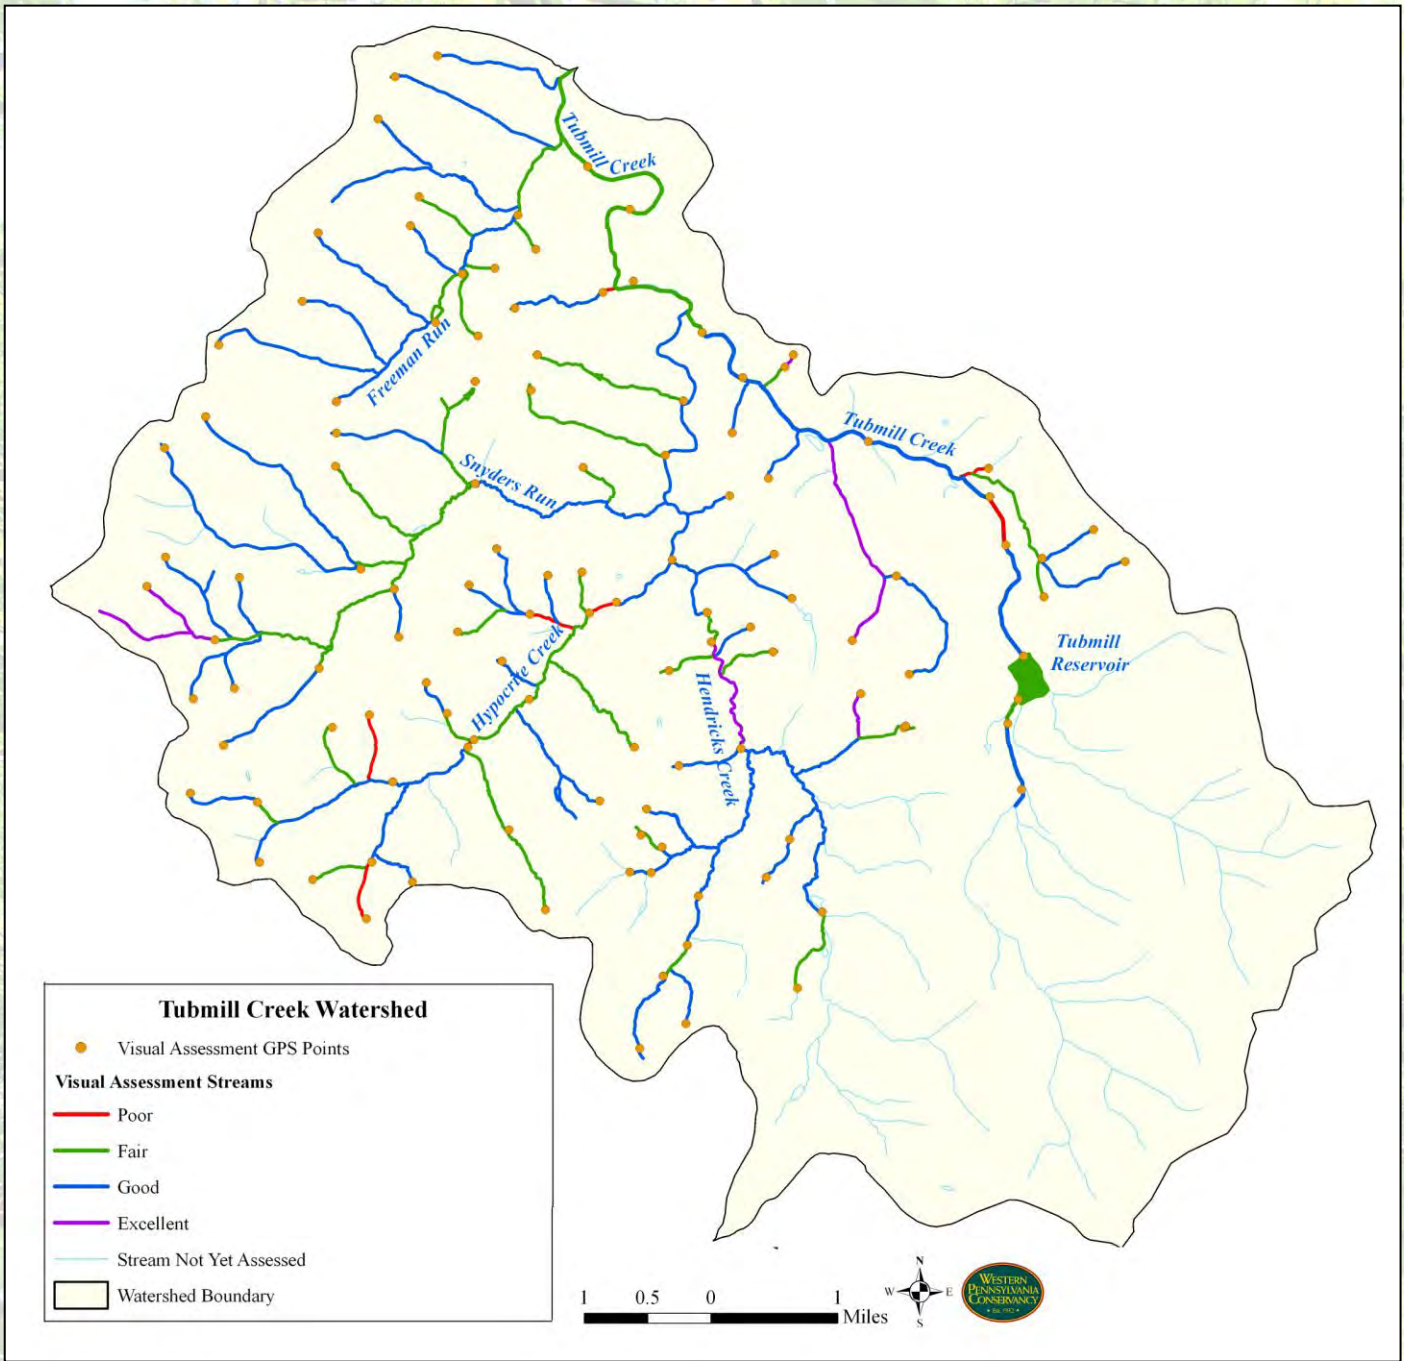 Tubmill Creek
Freeman Run
Tubmill Creek
Snyders Run
Tubmill
Reservoir
Hypocrite Creek
Hendricks Creek
Tubmill Creek Watershed
Visual Assessment GPS Points
Visual Assessment Streams
Poor
Fair
Good
Excellent
Stream Not Yet Assessed
Watershed Boundary
1 0.5 0 1
Miles
N
W E
S
WESTERN
PENNSYLVANIA
CONSERVANCY